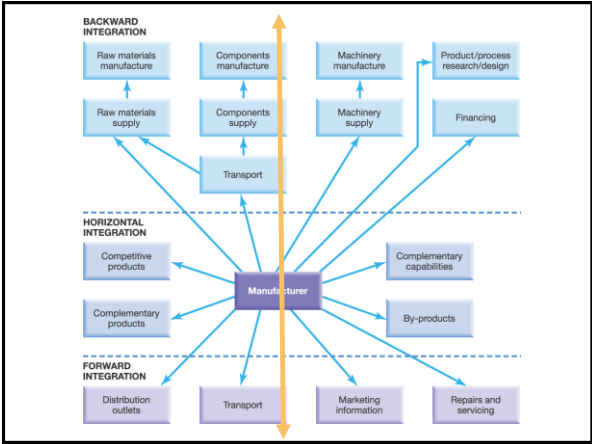 BACKWARD
INTEGRATION
Raw materials
manufacture
Components
manufacture
Machinery
manufacture
Product/process
research/design
Raw materials
supply
Components
supply
Machinery
supply
Financing
Transport
HORIZONTAL
INTEGRATION
Competitive
products
Complementary
capabilities
Manufacturer
Complementary
products
By-products
FORWARD
INTEGRATION
Distribution
outlets
Transport
Marketing
information
Repairs and
servicing